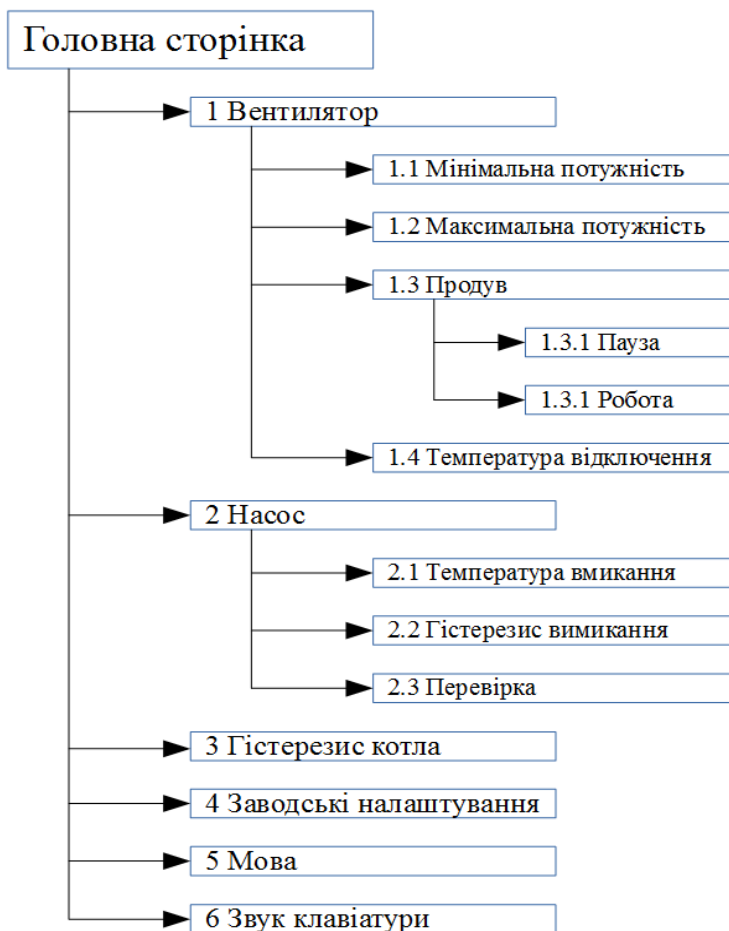 Головна сторінка
1 Вентилятор
1.1 Мінімальна потужність
1.2 Максимальна потужність
1.3 Продув
1.3.1 Пауза
1.3.1 Робота
1.4 Температура відключення
2 Насос
2.1 Температура вмикання
2.2 Гістерезис вимикання
2.3 Перевірка
3 Гістерезис котла
4 Заводські налаштування
5 Мова
6 Звук клавіатури